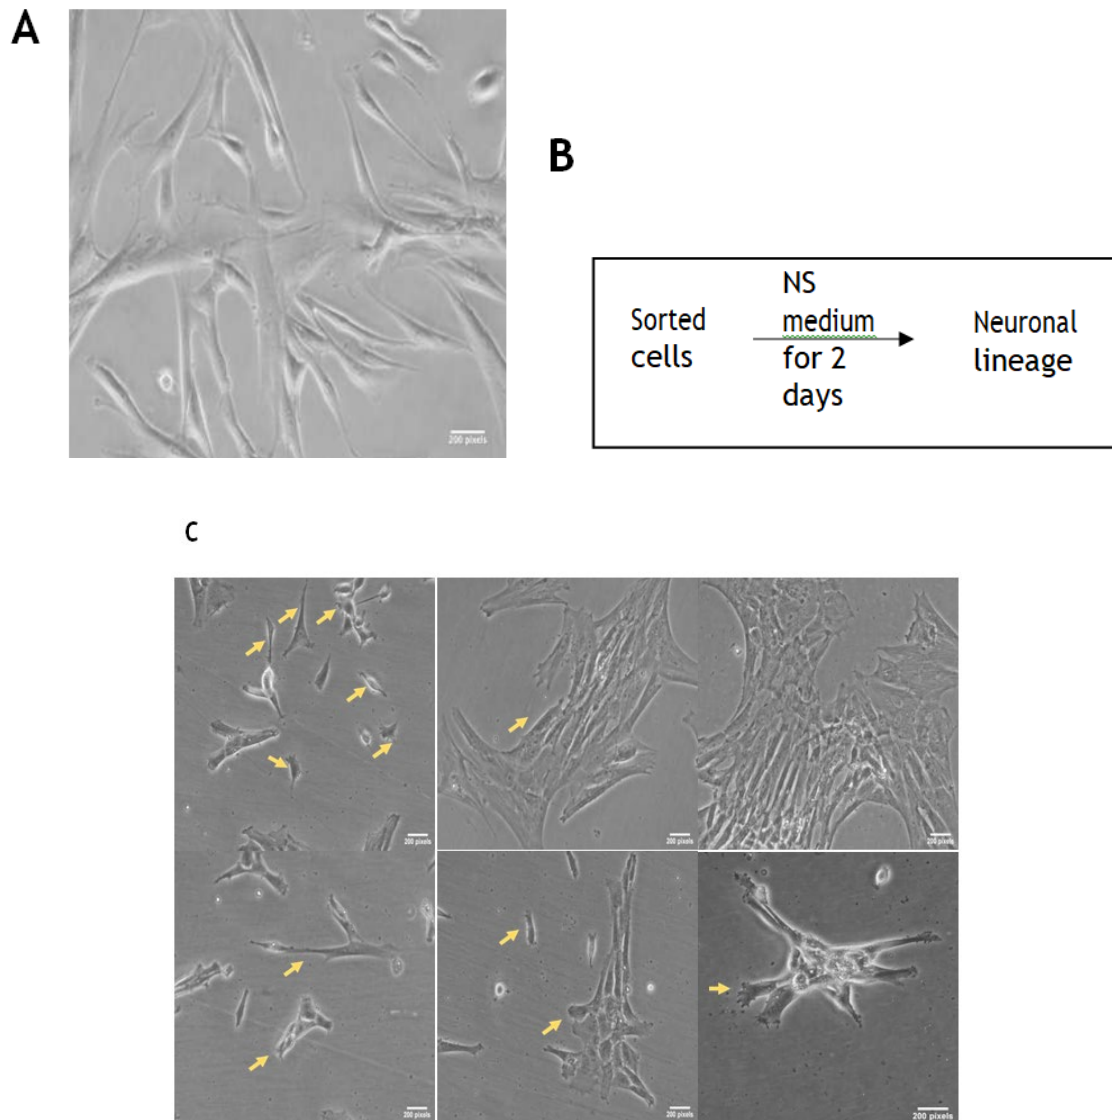 A
200 pixels
B
NS
medium
for 2
days
Sorted
cells
Neuronal
lineage
C
200 pixels
200 pixels
200 pixels
200 pixels
200 pixels
200 pixels